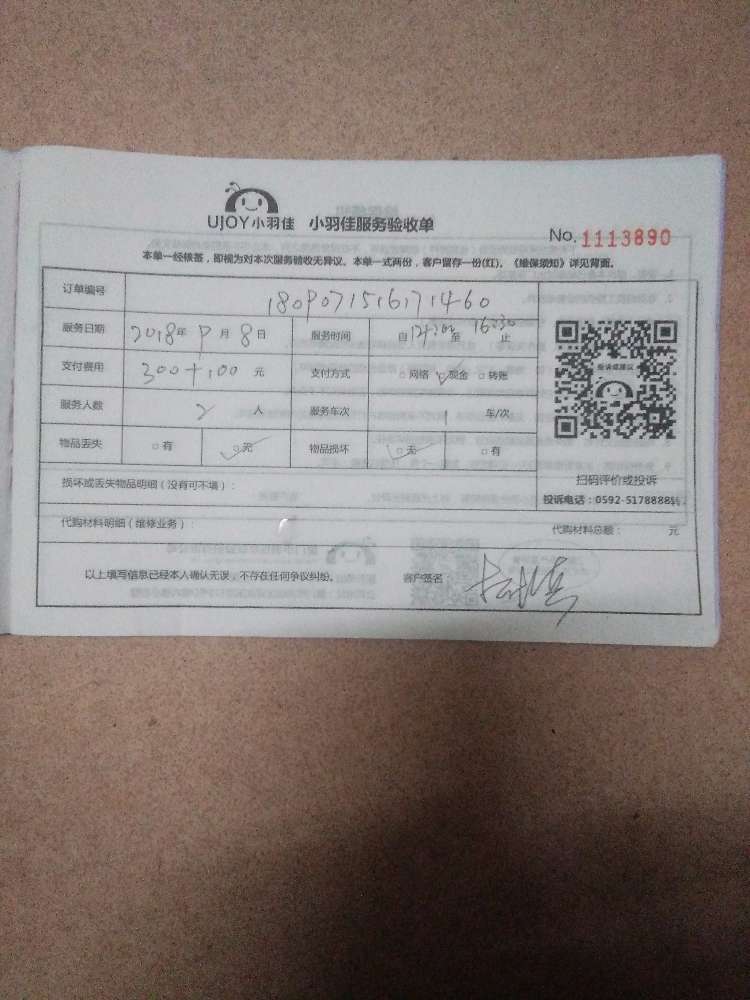 UJOY小羽佳 小羽佳服务验收单
No. 1113890
本单一经核签，即视为对本次服务验收无异议。本单一式两份，客户留存一份(红)。《维保须知》详见背面。
订单编号 1809071516171460
服务日期 2018年 9月 8日 服务时间 自 12:30 至 16:30 止
支付费用 300+100 元 支付方式 □网络 □现金 □转账
服务人数 2 人 服务车次 1 车/次
物品丢失 □有 □无 物品损坏 □无 □有
扫码评价或投诉
损坏或丢失物品明细（没有可不填）：
投诉电话：0592-5178888转2
代购材料明细（维修业务）： 代购材料总额： 元
以上填写信息已经本人确认无误，不存在任何争议纠纷。 客户签名：